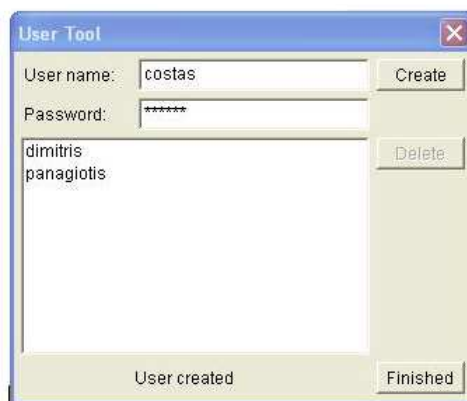 User Tool
User name: costas Create
Password: ******
dimitris Delete
panagiotis
User created Finished